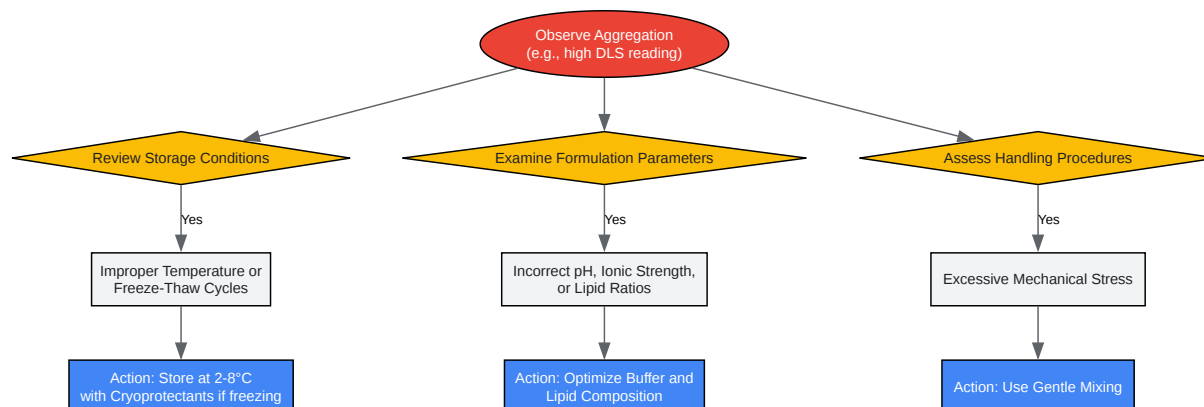 Observe Aggregation
(e.g., high DLS reading)
Review Storage Conditions
Examine Formulation Parameters
Assess Handling Procedures
Yes
Yes
Yes
Improper Temperature or
Freeze-Thaw Cycles
Incorrect pH, Ionic Strength,
or Lipid Ratios
Excessive Mechanical Stress
Action: Store at 2-8°C
with Cryoprotectants if freezing
Action: Optimize Buffer and
Lipid Composition
Action: Use Gentle Mixing